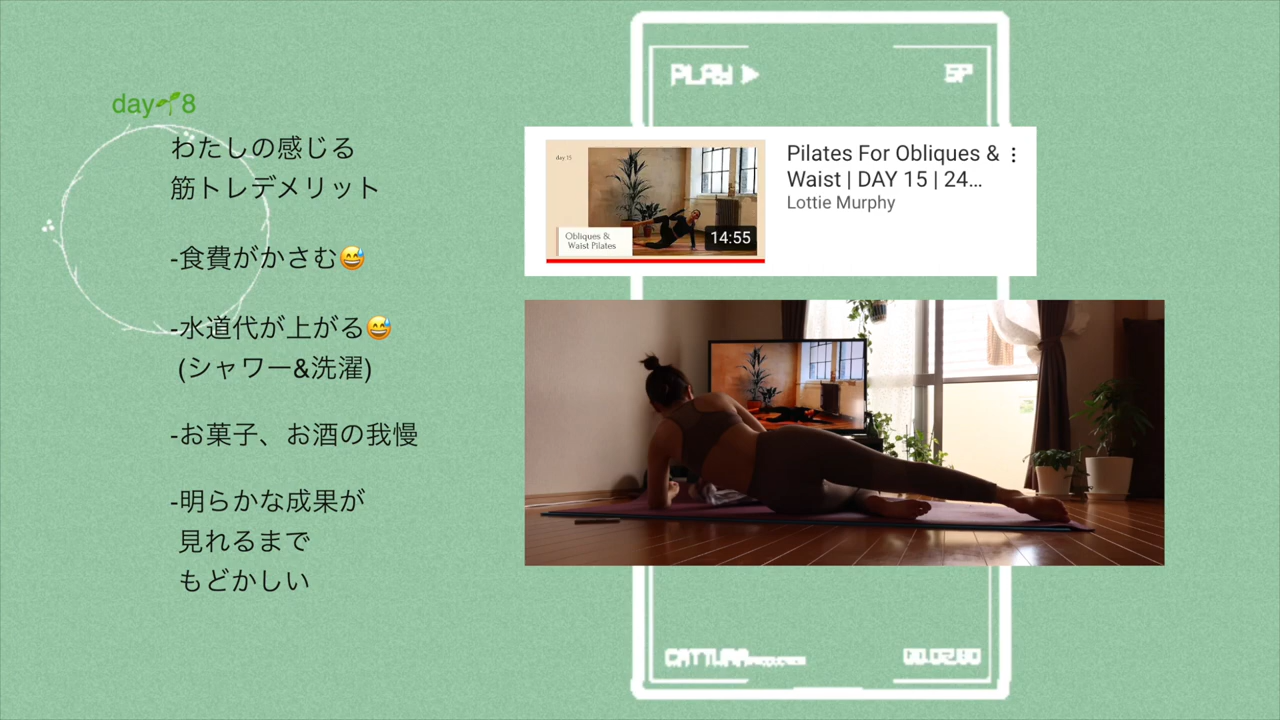 day🌱8
わたしの感じる
筋トレデメリット
-食費がかさむ😅
-水道代が上がる😅
(シャワー&洗濯)
-お菓子、お酒の我慢
-明らかな成果が
見れるまで
もどかしい
PLAY ▶
SP
day 15
Obliques &
Waist Pilates
14:55
Pilates For Obliques &
Waist | DAY 15 | 24...
Lottie Murphy